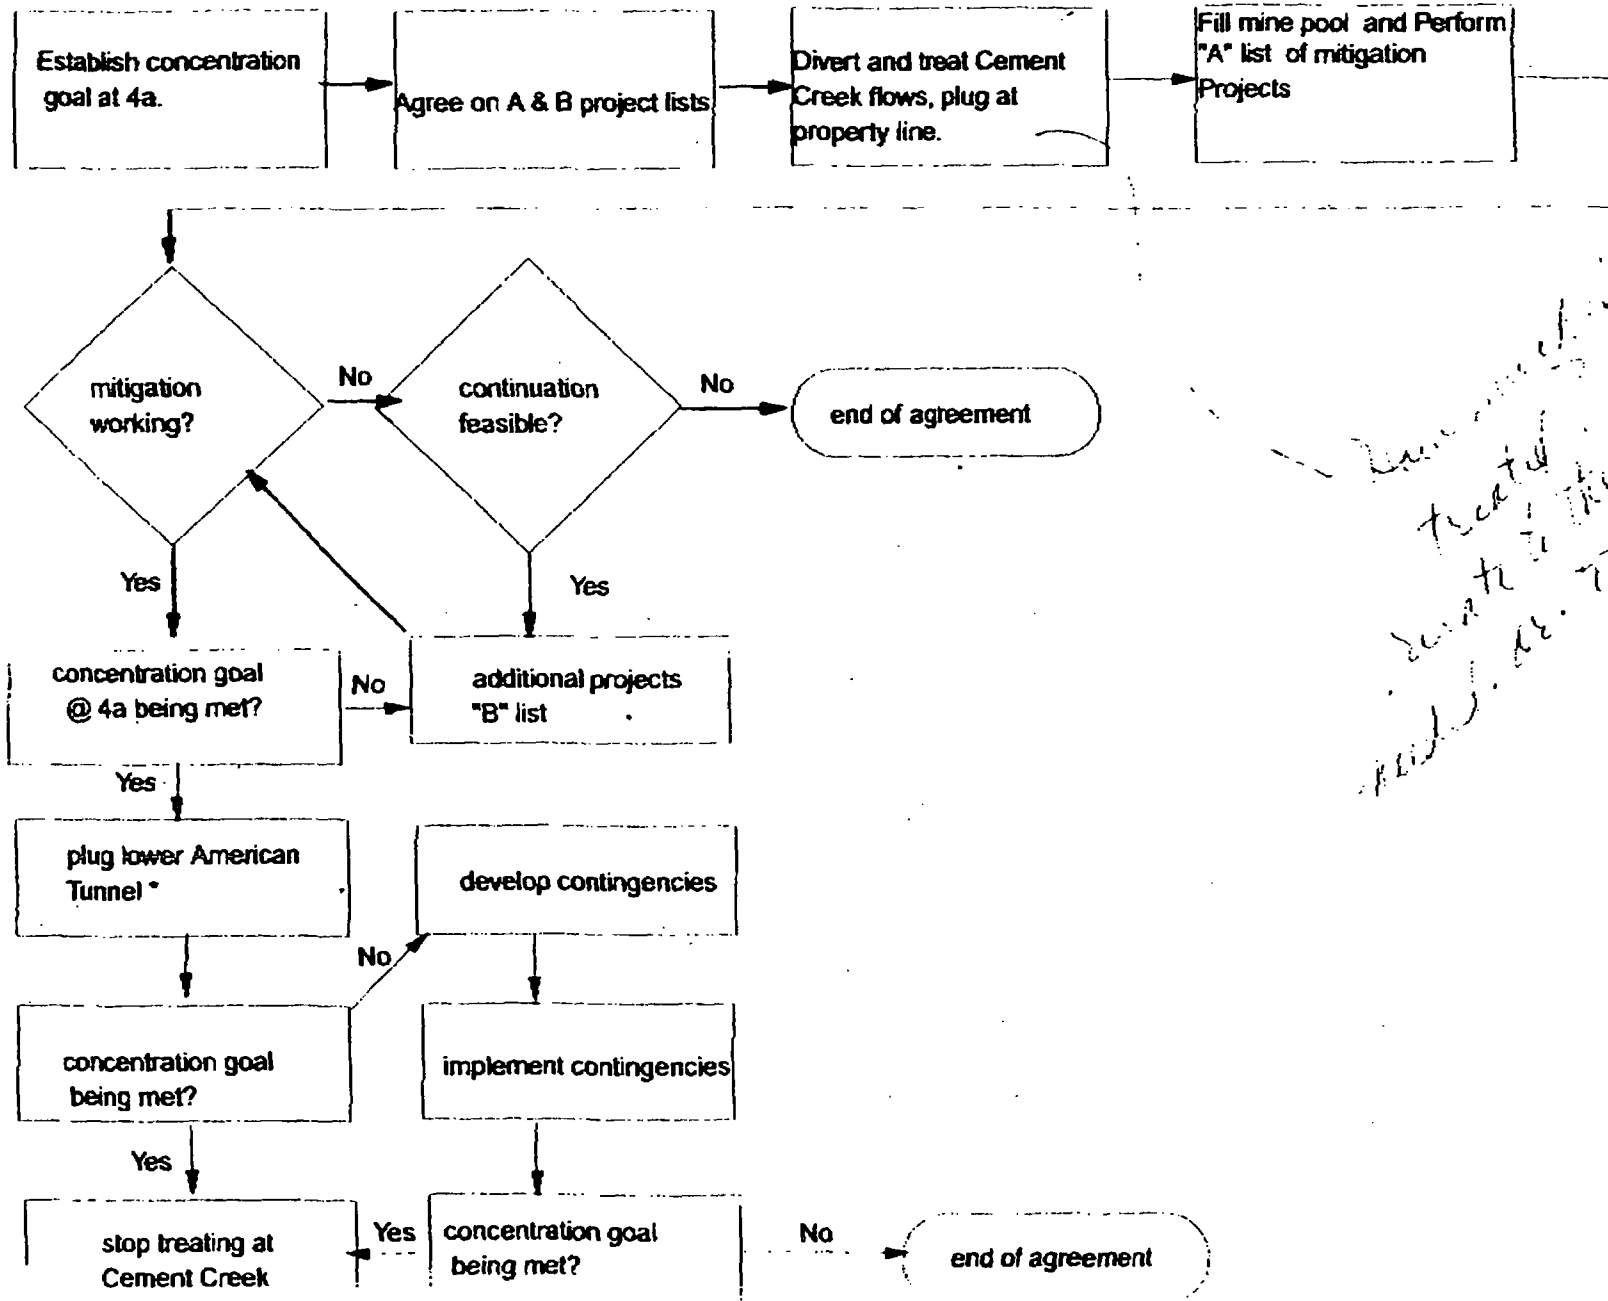 Establish concentration
goal at 4a.
Agree on A & B project lists
Divert and treat Cement
Creek flows, plug at
property line.
Fill mine pool and Perform
"A" list of mitigation
Projects
mitigation
working?
No
continuation
feasible?
No
end of agreement
Yes
Yes
concentration goal
@ 4a being met?
No
additional projects
"B" list
Yes
plug lower American
Tunnel *
develop contingencies
No
concentration goal
being met?
implement contingencies
Yes
stop treating at
Cement Creek
Yes
concentration goal
being met?
No
end of agreement
treated